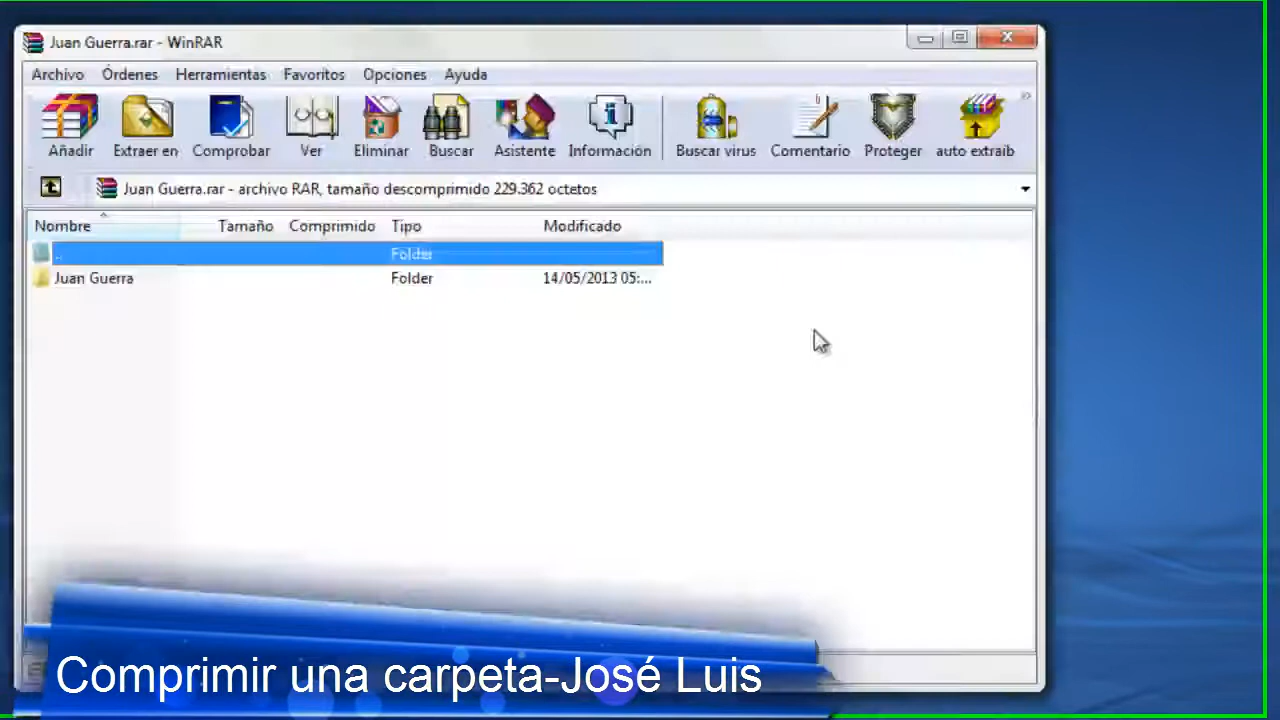 Juan Guerra.rar - WinRAR
Archivo Órdenes Herramientas Favoritos Opciones Ayuda
Añadir Extraer en Comprobar Ver Eliminar Buscar Asistente Información Buscar virus Comentario Proteger auto extraíb
Juan Guerra.rar - archivo RAR, tamaño descomprimido 229.362 octetos
Nombre Tamaño Comprimido Tipo Modificado
.. Folder
Juan Guerra Folder 14/05/2013 05:...
Comprimir una carpeta-José Luis